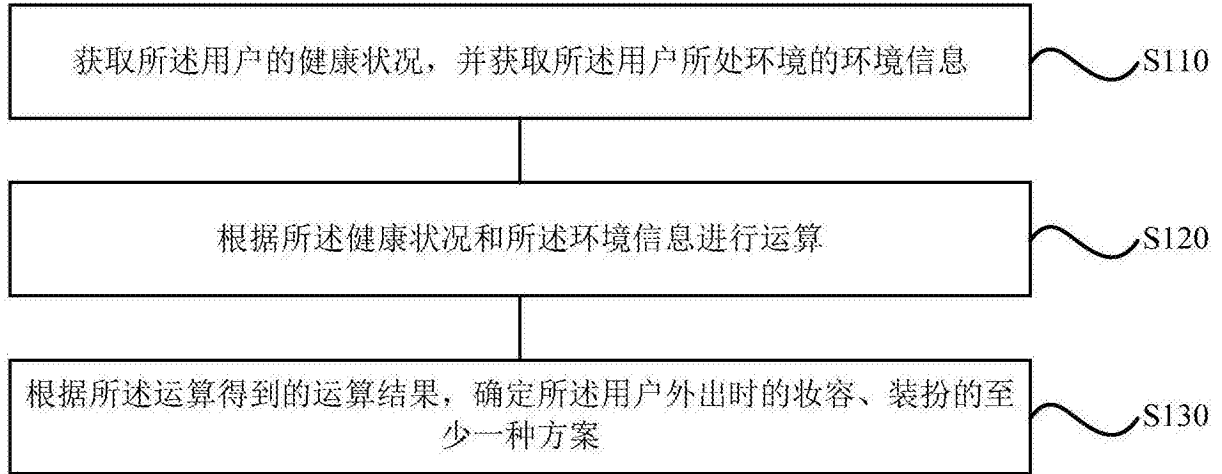 获取所述用户的健康状况，并获取所述用户所处环境的环境信息
S110
根据所述健康状况和所述环境信息进行运算
S120
根据所述运算得到的运算结果，确定所述用户外出时的妆容、装扮的至
少一种方案
S130